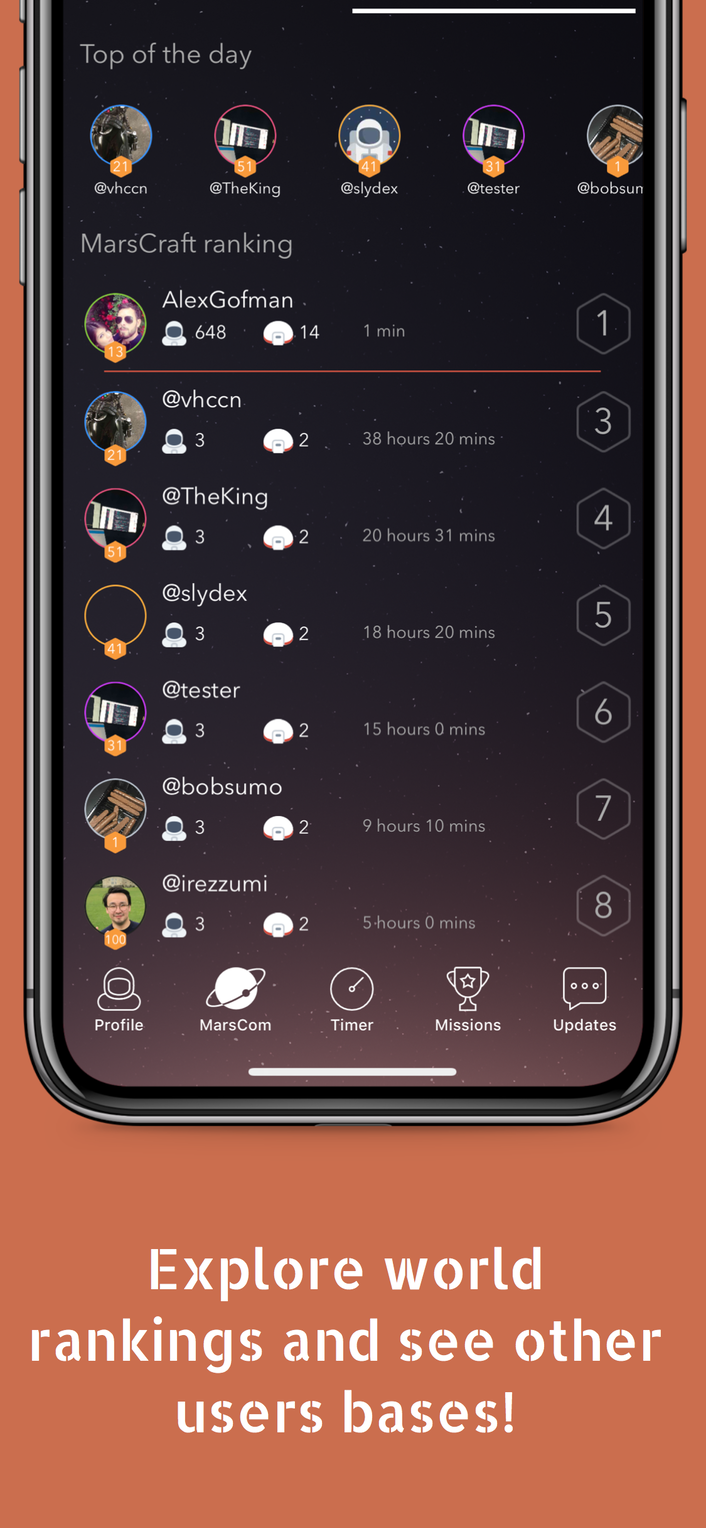 Top of the day
21 51 41 31 1
@vhccn @TheKing @slydex @tester @bobsum
MarsCraft ranking
AlexGofman
648 14 1 min 1
13
@vhccn
3 2 38 hours 20 mins 3
21
@TheKing
3 2 20 hours 31 mins 4
51
@slydex
3 2 18 hours 20 mins 5
41
@tester
3 2 15 hours 0 mins 6
31
@bobsumo
3 2 9 hours 10 mins 7
1
@irezzumi
3 2 5 hours 0 mins 8
100
Profile MarsCom Timer Missions Updates
Explore world
rankings and see other
users bases!